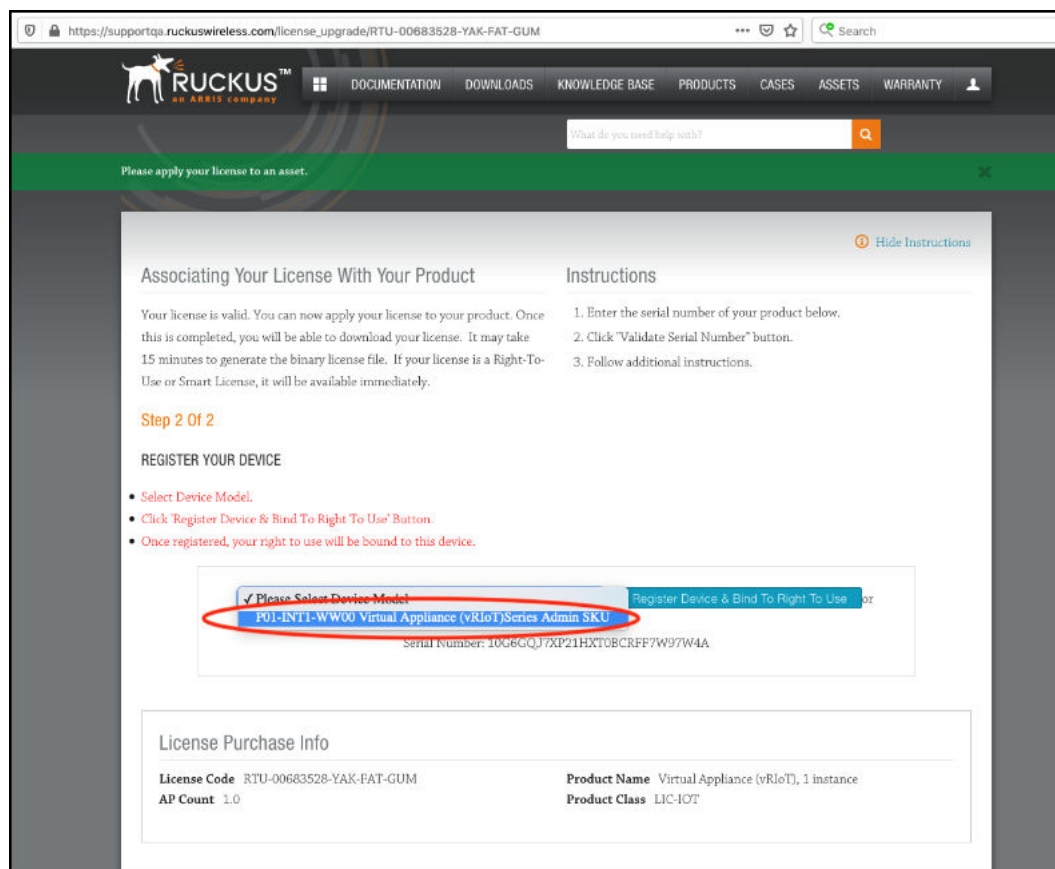 https://supportqa.ruckuswireless.com/license_upgrade/RTU-00683528-YAK-FAT-GUM
Search
RUCKUS™
an ARRIS company
DOCUMENTATION DOWNLOADS KNOWLEDGE BASE PRODUCTS CASES ASSETS WARRANTY
What do you need help with?
Please apply your license to an asset.
Hide Instructions
Associating Your License With Your Product
Your license is valid. You can now apply your license to your product. Once
this is completed, you will be able to download your license. It may take
15 minutes to generate the binary license file. If your license is a Right-To-
Use or Smart License, it will be available immediately.
Instructions
1. Enter the serial number of your product below.
2. Click "Validate Serial Number" button.
3. Follow additional instructions.
Step 2 Of 2
REGISTER YOUR DEVICE
• Select Device Model.
• Click 'Register Device & Bind To Right To Use' Button.
• Once registered, your right to use will be bound to this device.
✓ Please Select Device Model Register Device & Bind To Right To Use or
P01-INT1-WW00 Virtual Appliance (vRIoT)Series Admin SKU
Serial Number: 10G6GQJ7XP21HXT0BCRFF7W97W4A
License Purchase Info
License Code RTU-00683528-YAK-FAT-GUM
AP Count 1.0
Product Name Virtual Appliance (vRIoT), 1 instance
Product Class LIC-IOT